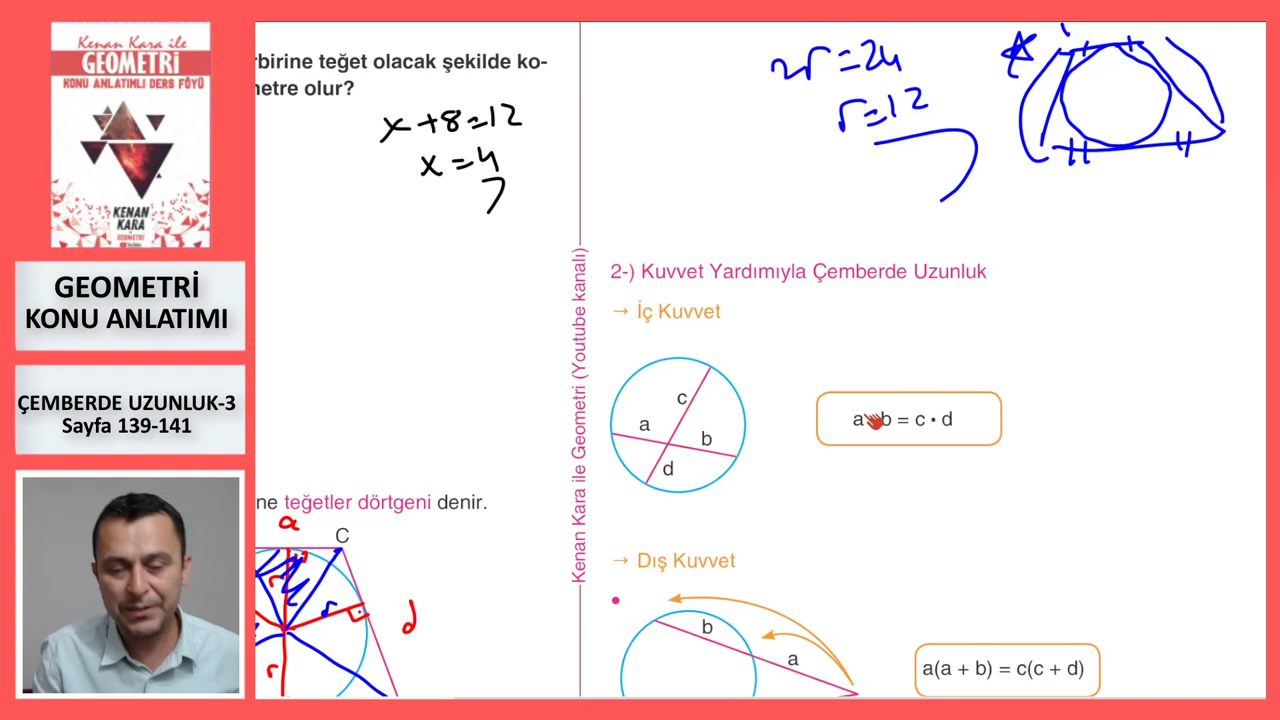 Kenan Kara ile
GEOMETRİ
KONU ANLATIMLI DERS FÖYÜ
KENAN
KARA
GEOMETRİ
KONU ANLATIMI
ÇEMBERDE UZUNLUK-3
Sayfa 139-141
rbirine teğet olacak şekilde ko-
metre olur?
x + 8 = 12
x = 4
ne teğetler dörtgeni denir.
a
C
r
r
d
r
Kenan Kara ile Geometri (Youtube kanalı)
2r = 24
r = 12
2-) Kuvvet Yardımıyla Çemberde Uzunluk
→ İç Kuvvet
c
a
b
d
a b = c • d
→ Dış Kuvvet
•
b
a
a(a + b) = c(c + d)